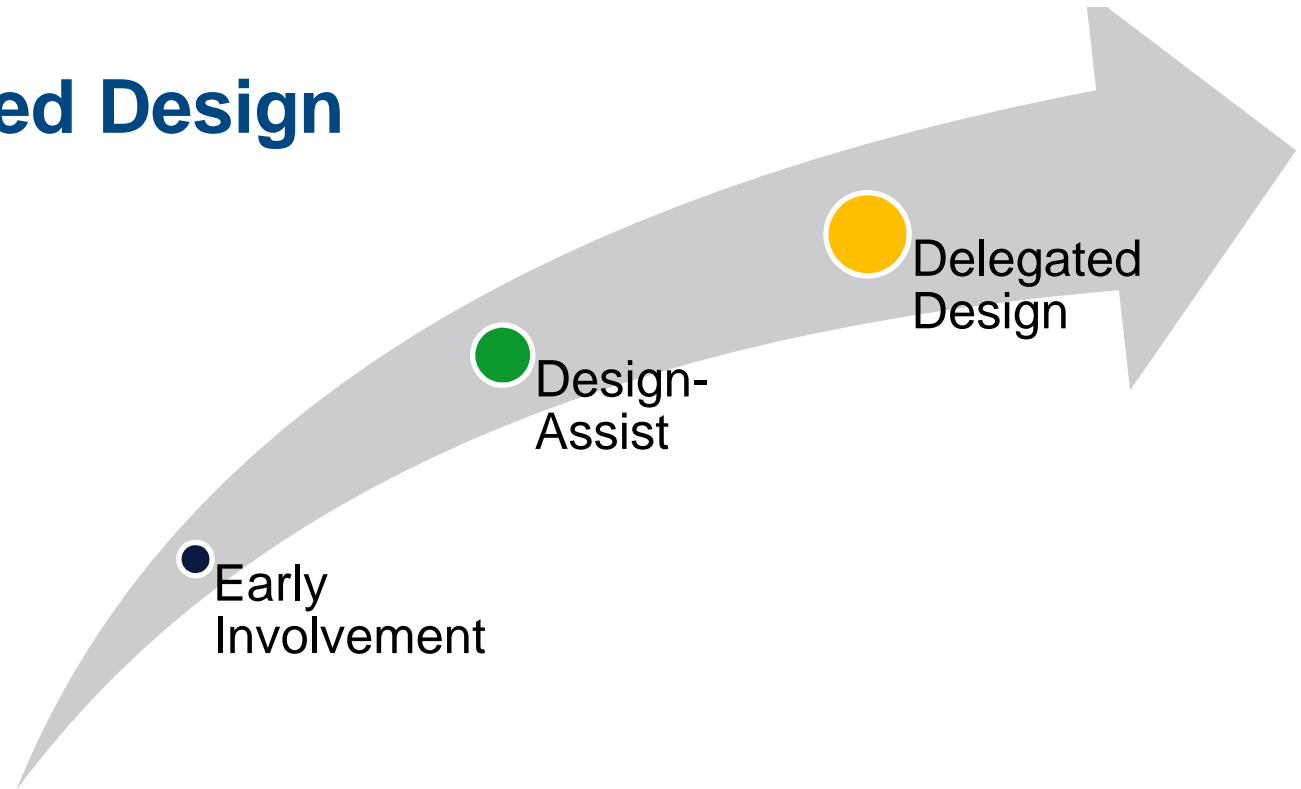 ed Design
Delegated
Design
Design-
Assist
Early
Involvement